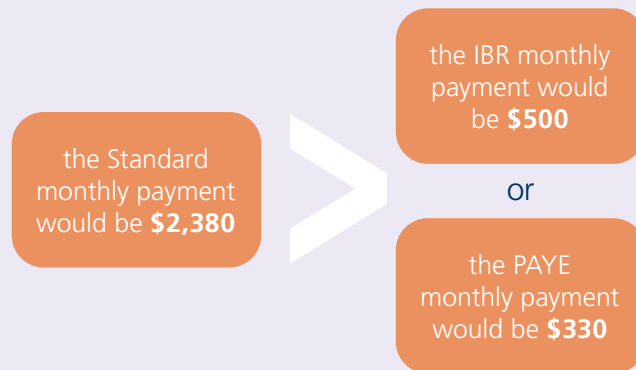 the Standard
monthly payment
would be $2,380
>
the IBR monthly
payment would
be $500
or
the PAYE
monthly payment
would be $330